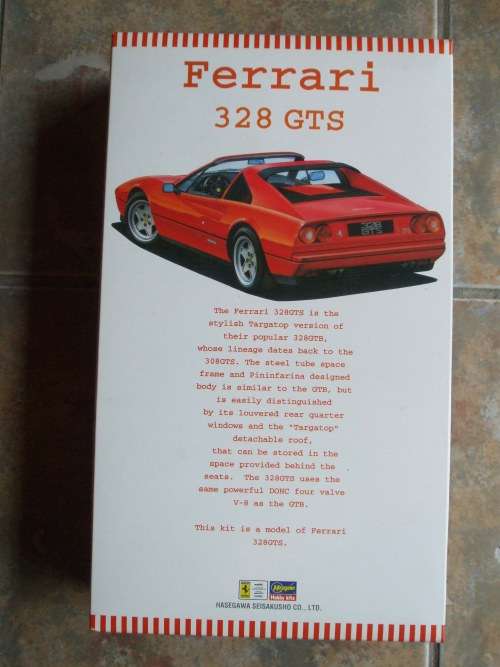 Ferrari
328 GTS
328
GTS
The Ferrari 328GTS is the
stylish Targatop version of
their popular 328GTB,
whose lineage dates back to the
308GTS. The steel tube space
frame and Pininfarina designed
body is similar to the GTB, but
is easily distinguished
by its louvered rear quarter
windows and the "Targatop"
detachable roof,
that can be stored in the
space provided behind the
seats. The 328GTS uses the
same powerful DOHC four valve
V-8 as the GTB.
This kit is a model of Ferrari
328GTS.
Hasegawa
Hobby kits
HASEGAWA SEISAKUSHO CO., LTD.